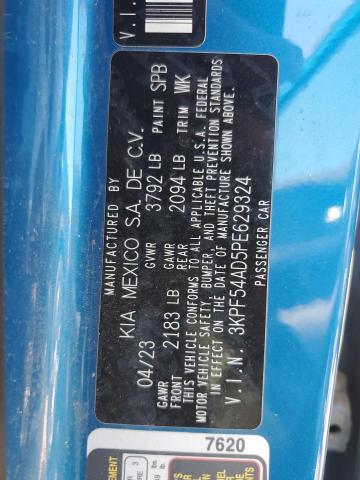 V.I.N.
MANUFACTURED BY
KIA MEXICO S.A. DE C.V.
04/23 GVWR 3792 LB PAINT SPB
GAWR FRONT 2183 LB GAWR REAR 2094 LB TRIM WK
THIS VEHICLE CONFORMS TO ALL APPLICABLE U.S.A. FEDERAL
MOTOR VEHICLE SAFETY, BUMPER, AND THEFT PREVENTION STANDARDS
IN EFFECT ON THE DATE OF MANUFACTURE SHOWN ABOVE.
V.I.N. 3KPF54AD5PE629324
PASSENGER CAR
7620